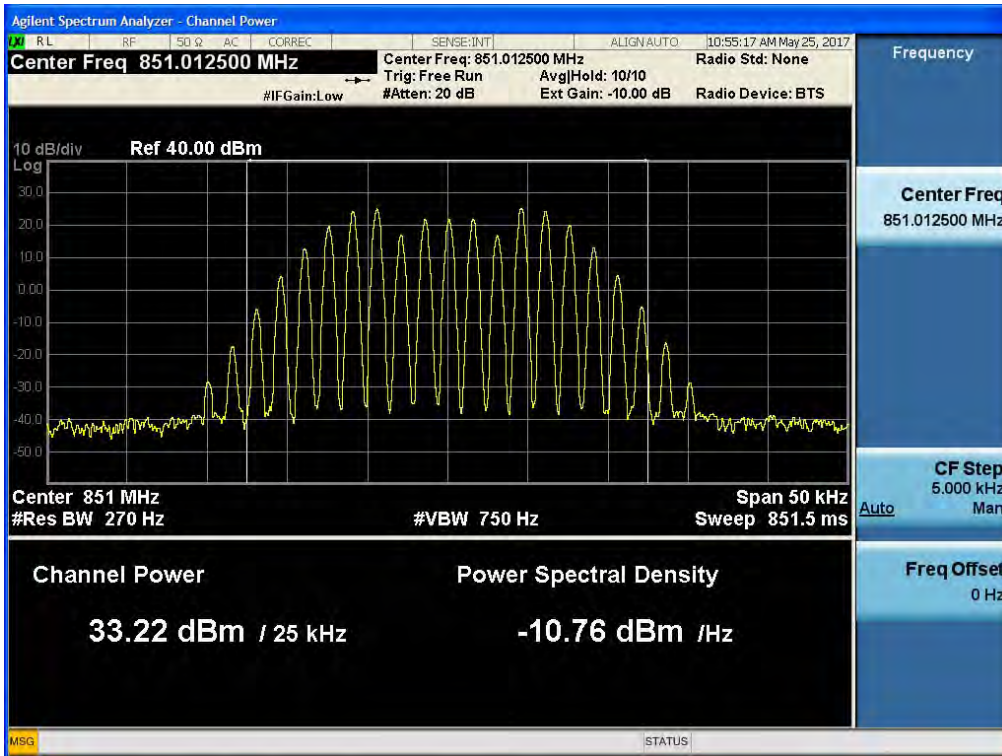 Agilent Spectrum Analyzer - Channel Power
LXI RL RF 50 Ω AC CORREC SENSE:INT ALIGN AUTO 10:55:17 AM May 25, 2017
Center Freq 851.012500 MHz
Center Freq: 851.012500 MHz Radio Std: None
Trig: Free Run Avg|Hold: 10/10
#IFGain:Low #Atten: 20 dB Ext Gain: -10.00 dB Radio Device: BTS
10 dB/div Ref 40.00 dBm
Log
30.0
20.0
10.0
0.00
-10.0
-20.0
-30.0
-40.0
-50.0
Center 851 MHz Span 50 kHz
#Res BW 270 Hz #VBW 750 Hz Sweep 851.5 ms
Channel Power Power Spectral Density
33.22 dBm / 25 kHz -10.76 dBm /Hz
MSG STATUS
Frequency
Center Freq
851.012500 MHz
CF Step
5.000 kHz
Auto Man
Freq Offset
0 Hz